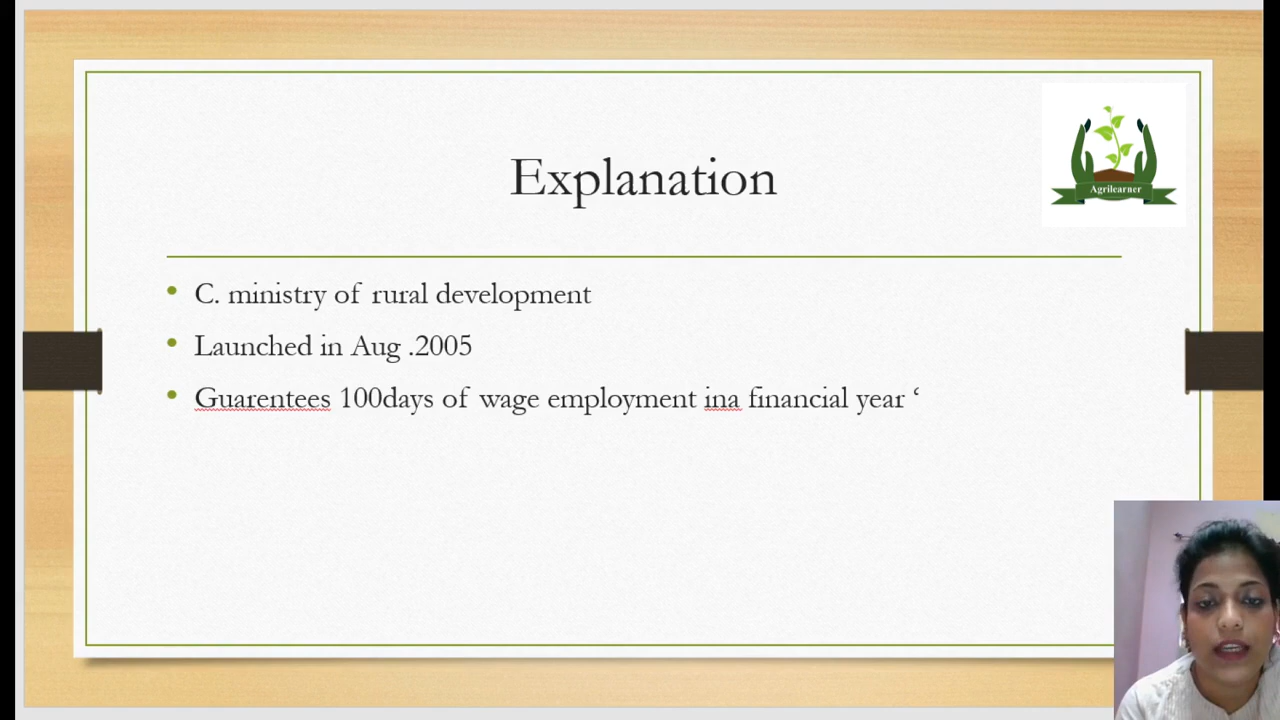 Explanation
Agrilearner
C. ministry of rural development
Launched in Aug .2005
Guarentees 100days of wage employment ina financial year ‘